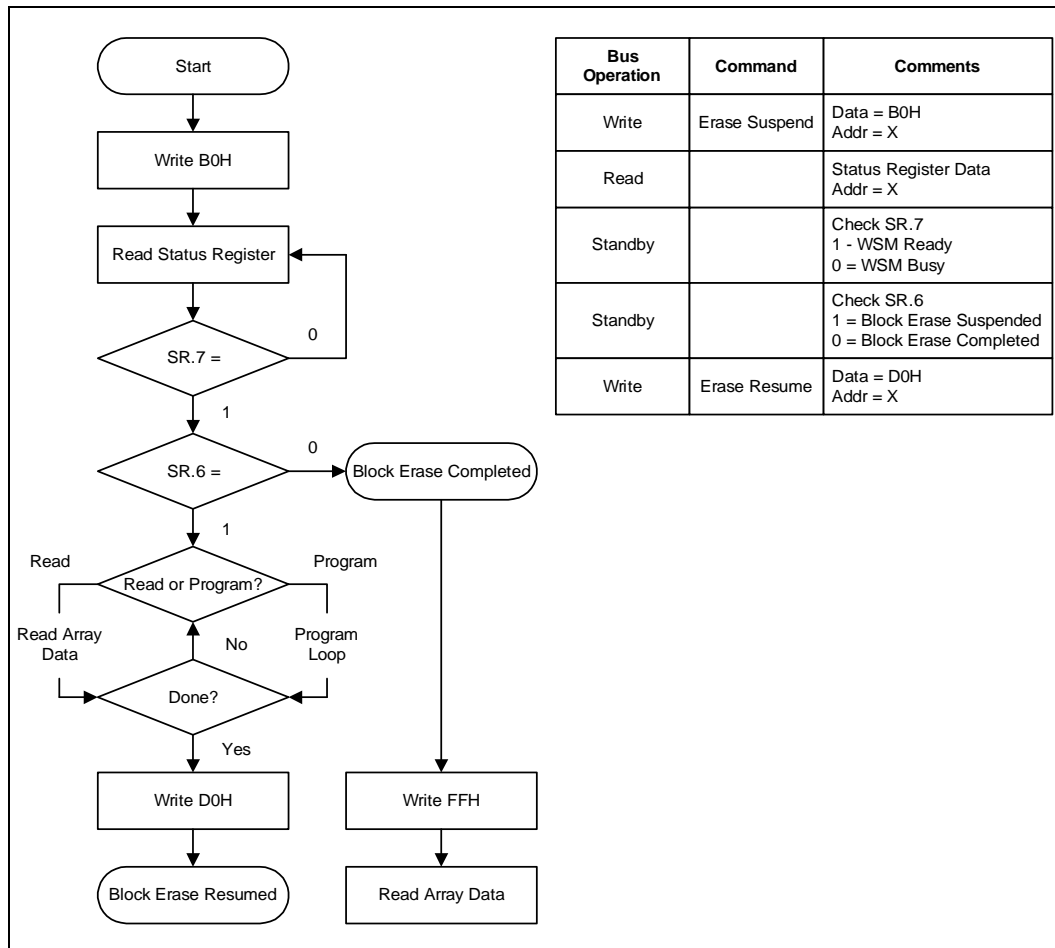 Start
Write B0H
Read Status Register
0
SR.7 =
1
0
SR.6 =
Block Erase Completed
1
Read
Program
Read or Program?
Read Array
Data
No
Program
Loop
Done?
Yes
Write D0H
Write FFH
Block Erase Resumed
Read Array Data
Bus
Operation
Command
Comments
Write
Erase Suspend
Data = B0H
Addr = X
Read
Status Register Data
Addr = X
Standby
Check SR.7
1 - WSM Ready
0 = WSM Busy
Standby
Check SR.6
1 = Block Erase Suspended
0 = Block Erase Completed
Write
Erase Resume
Data = D0H
Addr = X